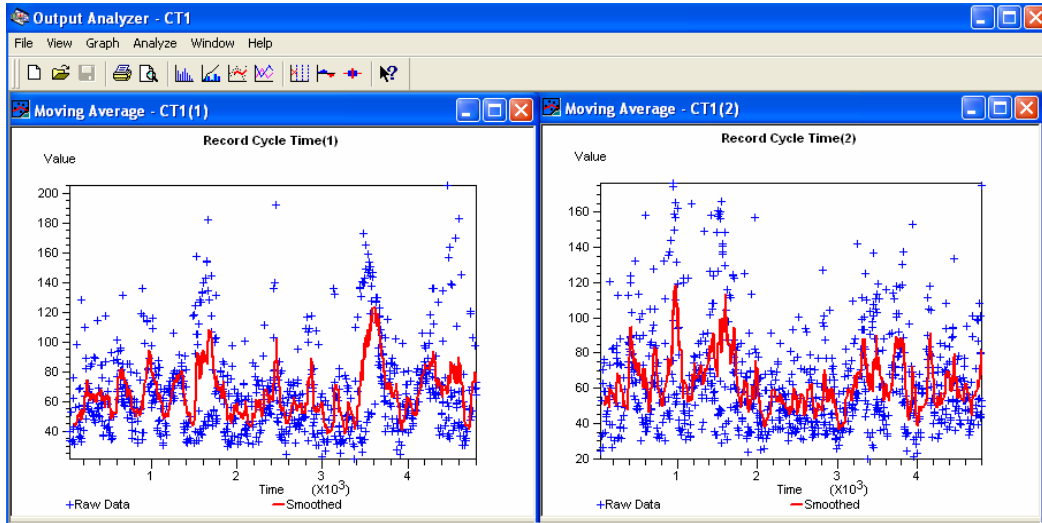 Output Analyzer - CT1
File View Graph Analyze Window Help
Moving Average - CT1(1)
Record Cycle Time(1)
Value
200
180
160
140
120
100
80
60
40
1 2 3 4
Time (X10³)
+Raw Data −Smoothed
Moving Average - CT1(2)
Record Cycle Time(2)
Value
160
140
120
100
80
60
40
20
1 2 3 4
Time (X10³)
+Raw Data −Smoothed